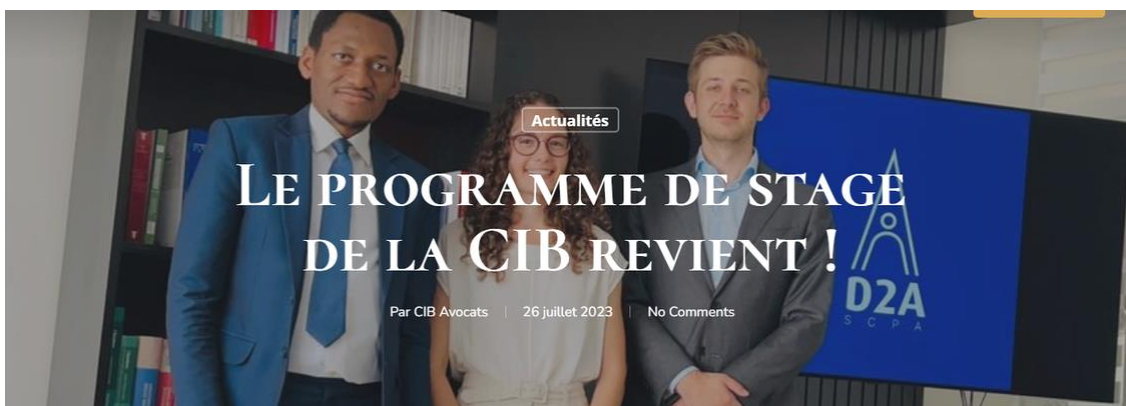 Actualités
Le programme de stage
de la CIB revient !
Par CIB Avocats
26 juillet 2023
No Comments
D2A
SCPA